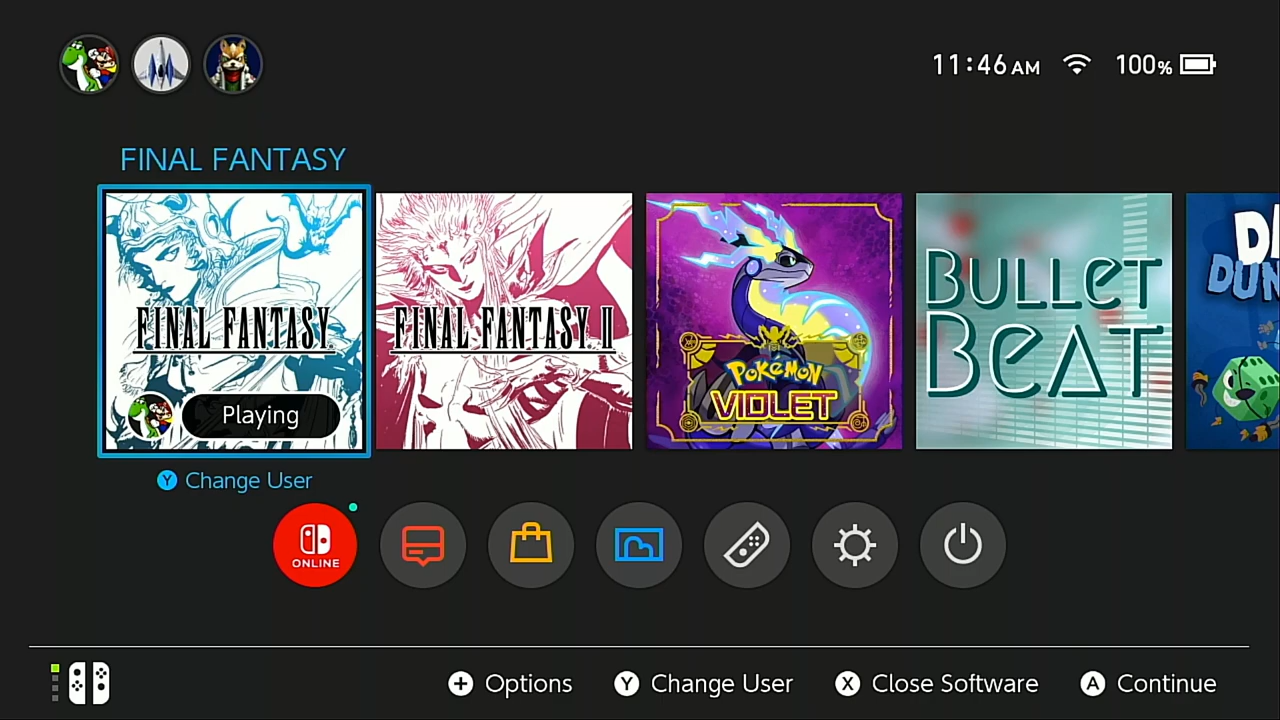 11:46 AM 100%
FINAL FANTASY
FINAL FANTASY
Playing
FINAL FANTASY II
POKÉMON
VIOLET
BULLET
BEAT
Y Change User
ONLINE
+ Options Y Change User X Close Software A Continue